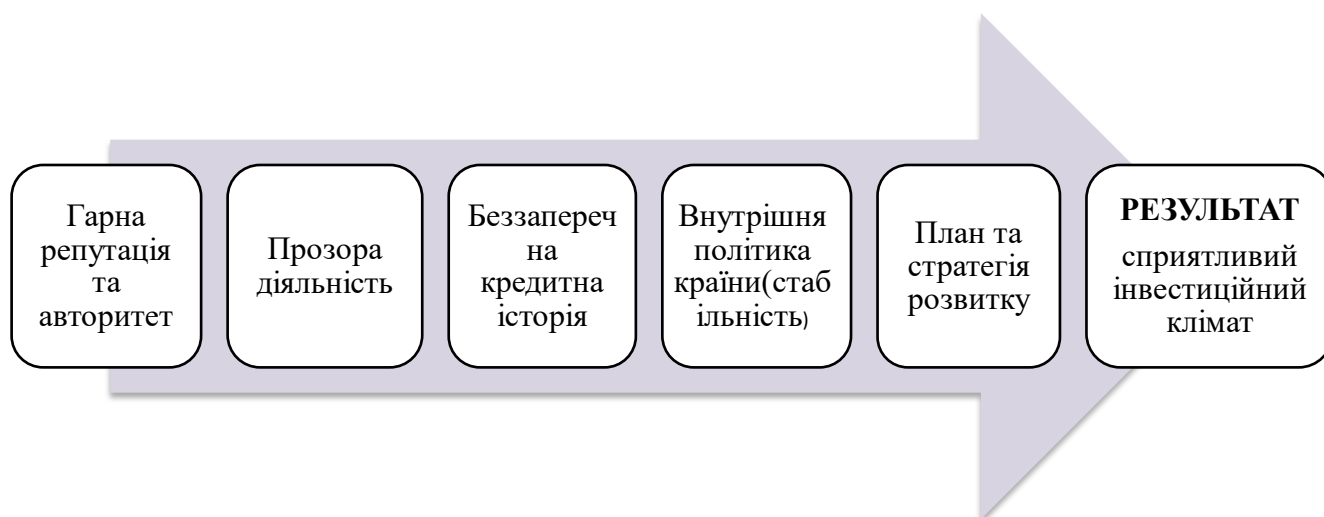 Гарна
репутація
та
авторитет
Прозора
діяльність
Беззапереч
на
кредитна
історія
Внутрішня
політика
країни(стаб
ільність)
План та
стратегія
розвитку
РЕЗУЛЬТАТ
сприятливий
інвестиційний
клімат